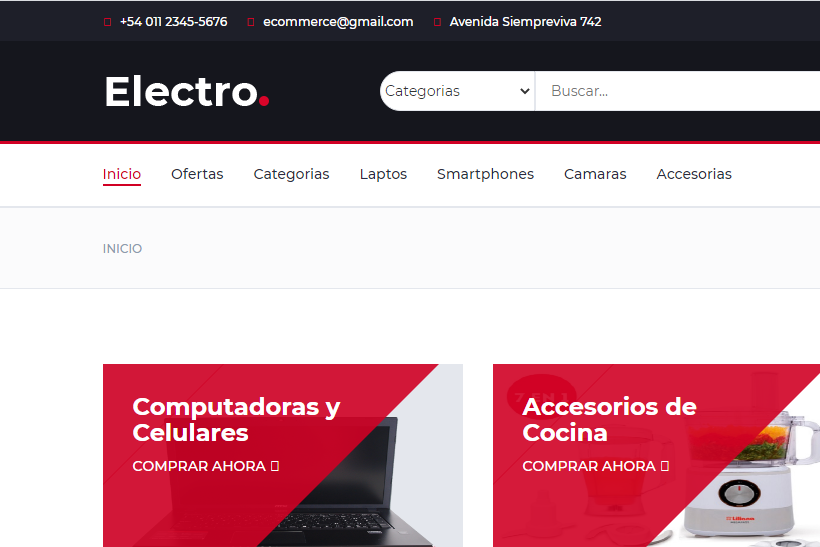 +54 011 2345-5676 ecommerce@gmail.com Avenida Siempreviva 742
Electro.
Categorias Buscar...
Inicio Ofertas Categorias Laptos Smartphones Camaras Accesorias
INICIO
Computadoras y
Celulares
COMPRAR AHORA
Accesorios de
Cocina
COMPRAR AHORA